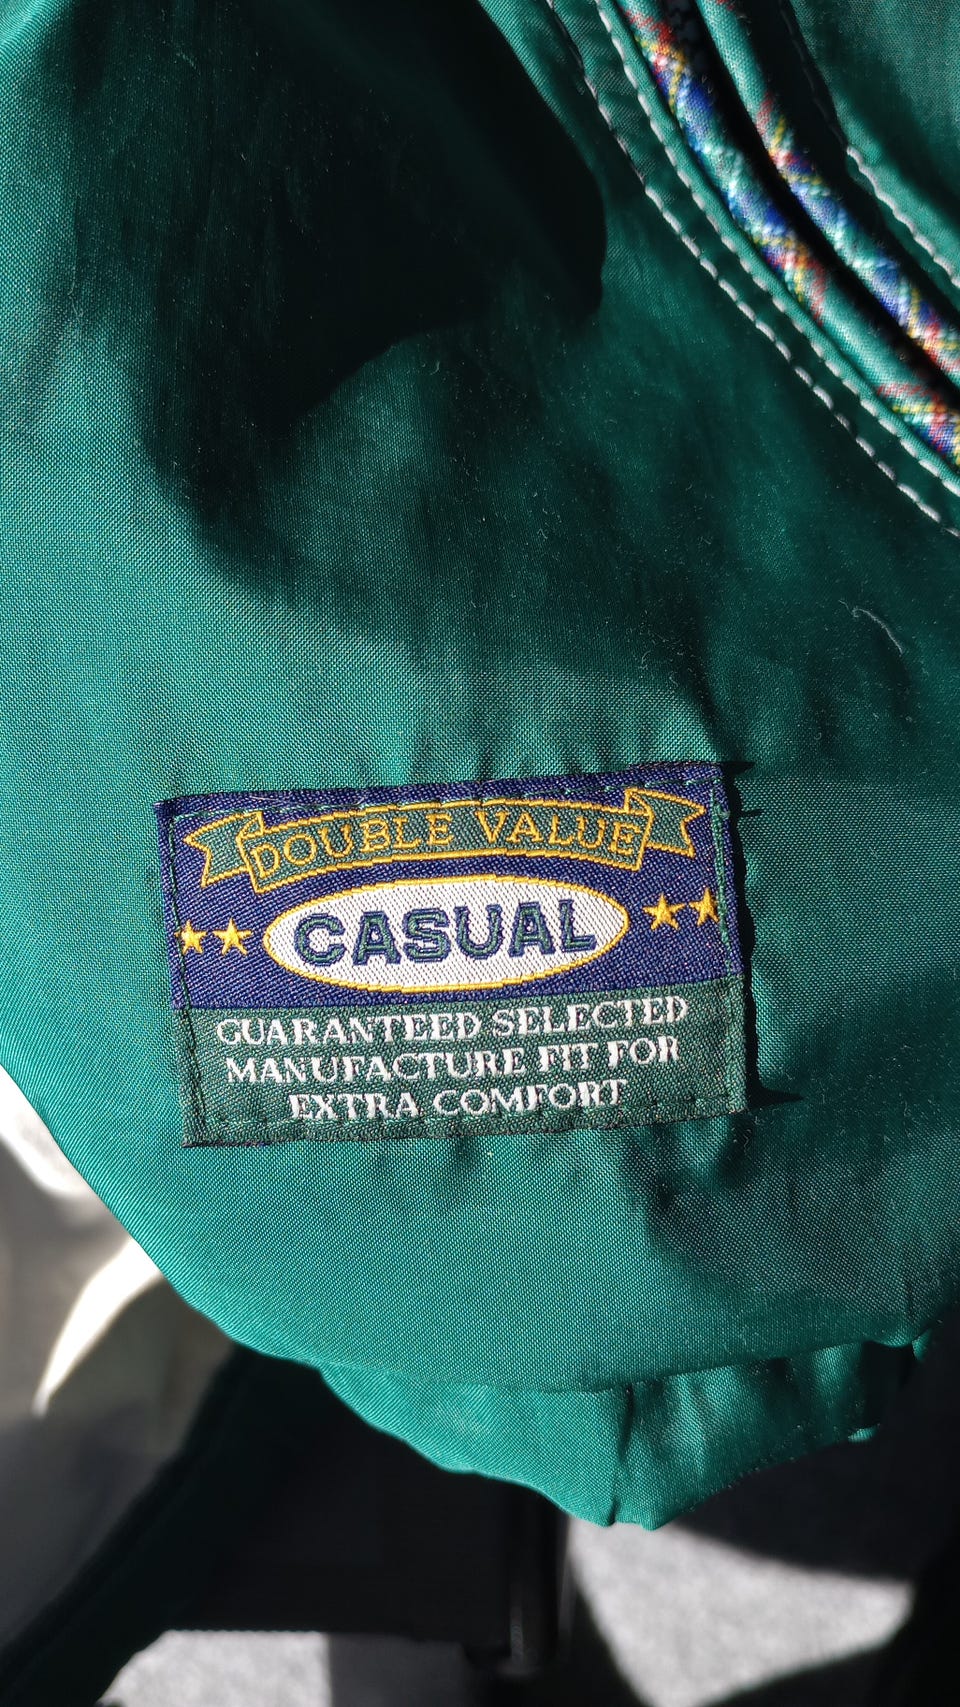 DOUBLE VALUE
CASUAL
GUARANTEED SELECTED
MANUFACTURE FIT FOR
EXTRA COMFORT